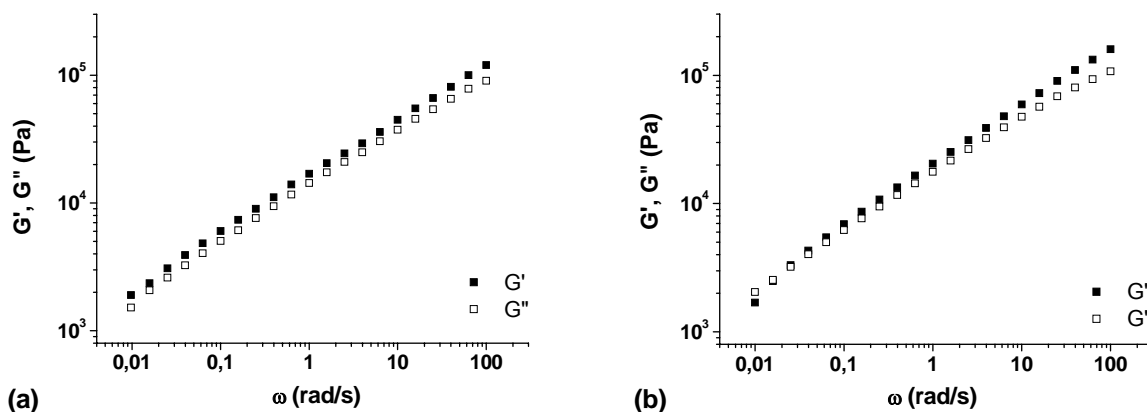 10⁵
10⁴
10³
G', G" (Pa)
0,01 0,1 1 10 100
ω (rad/s)
G'
G"
(a)
10⁵
10⁴
10³
G', G" (Pa)
0,01 0,1 1 10 100
ω (rad/s)
G'
G'
(b)